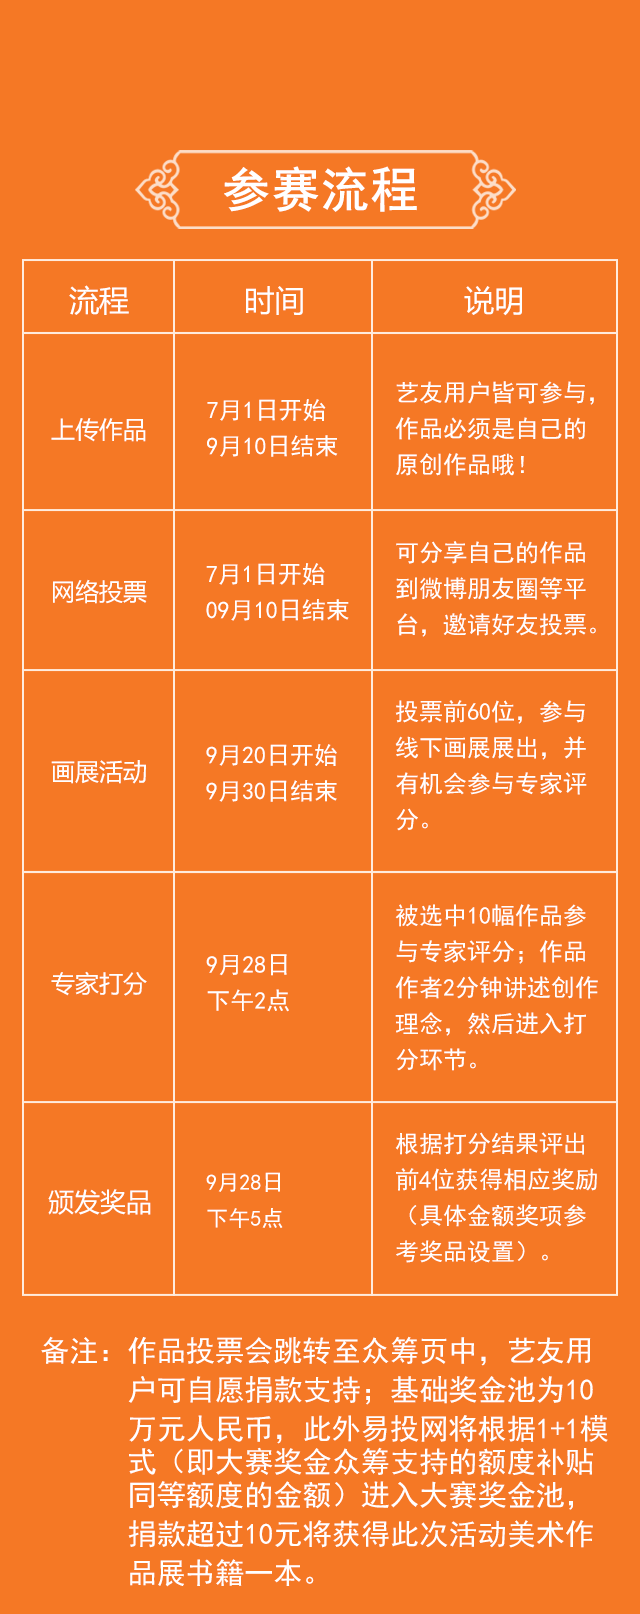 参赛流程
流程 时间 说明
上传作品
7月1日开始
9月10日结束
艺友用户皆可参与，
作品必须是自己的
原创作品哦！
网络投票
7月1日开始
09月10日结束
可分享自己的作品
到微博朋友圈等平
台，邀请好友投票。
画展活动
9月20日开始
9月30日结束
投票前60位，参与
线下画展展出，并
有机会参与专家评
分。
专家打分
9月28日
下午2点
被选中10幅作品参
与专家评分；作品
作者2分钟讲述创作
理念，然后进入打
分环节。
颁发奖品
9月28日
下午5点
根据打分结果评出
前4位获得相应奖励
（具体金额奖项参
考奖品设置）。
备注：作品投票会跳转至众筹页中，艺友用
户可自愿捐款支持；基础奖金池为10
万元人民币，此外易投网将根据1+1模
式（即大赛奖金众筹支持的额度补贴
同等额度的金额）进入大赛奖金池，
捐款超过10元将获得此次活动美术作
品展书籍一本。